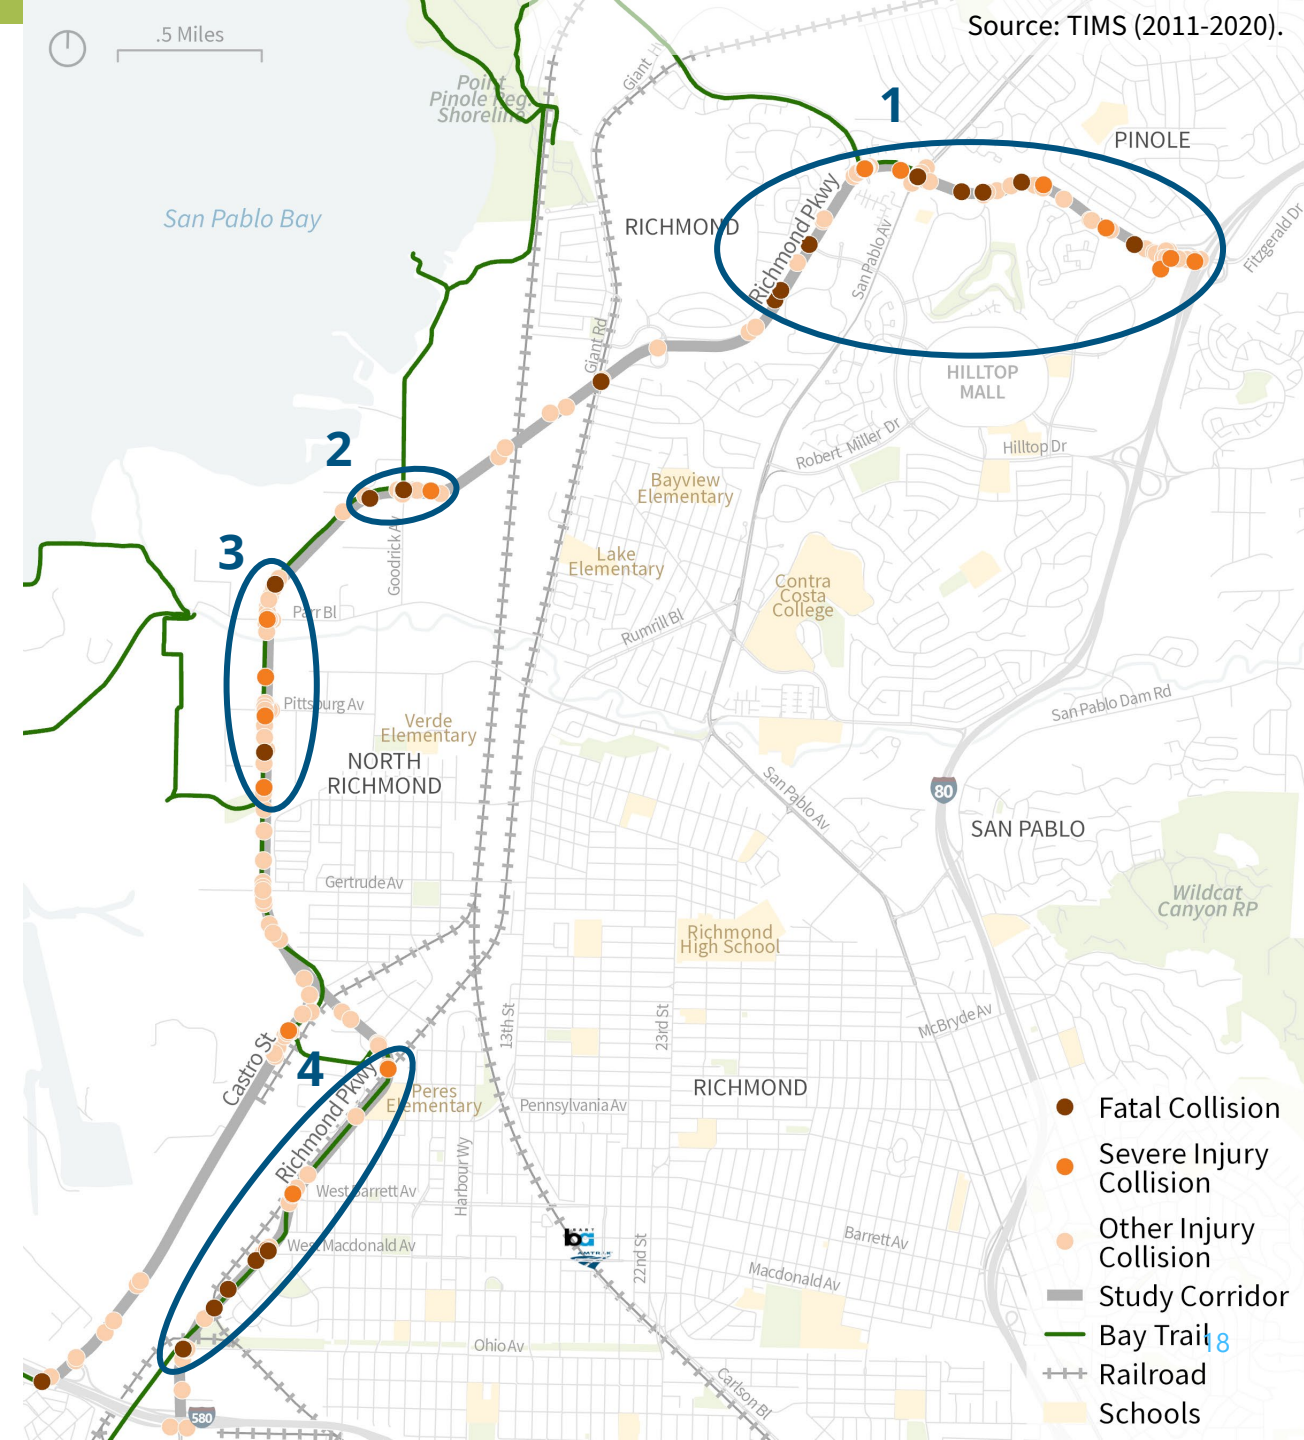 Source: TIMS (2011-2020).
.5 Miles
Point
Pinole Reg.
Shoreline
Giant Hy
1
PINOLE
San Pablo Bay
RICHMOND
Richmond Pkwy
San Pablo Av
Fitzgerald Dr
Giant Rd
HILLTOP
MALL
2
Robert Miller Dr
Hilltop Dr
Bayview
Elementary
3
Goodrick Av
Lake
Elementary
Contra
Costa
College
Parr Bl
Rumrill Bl
Pittsburg Av
San Pablo Dam Rd
Verde
Elementary
NORTH
RICHMOND
San Pablo Av
80
SAN PABLO
Gertrude Av
Wildcat
Canyon RP
Richmond
High School
13th St
23rd St
McBryde Av
Castro St
4
Richmond Pkwy
Peres
Elementary
Pennsylvania Av
RICHMOND
Harbour Wy
West Barrett Av
West Macdonald Av
Barrett Av
ba
22nd St
Macdonald Av
Ohio Av
Carlson Bl
580
Fatal Collision
Severe Injury
Collision
Other Injury
Collision
Study Corridor
Bay Trail
18
Railroad
Schools